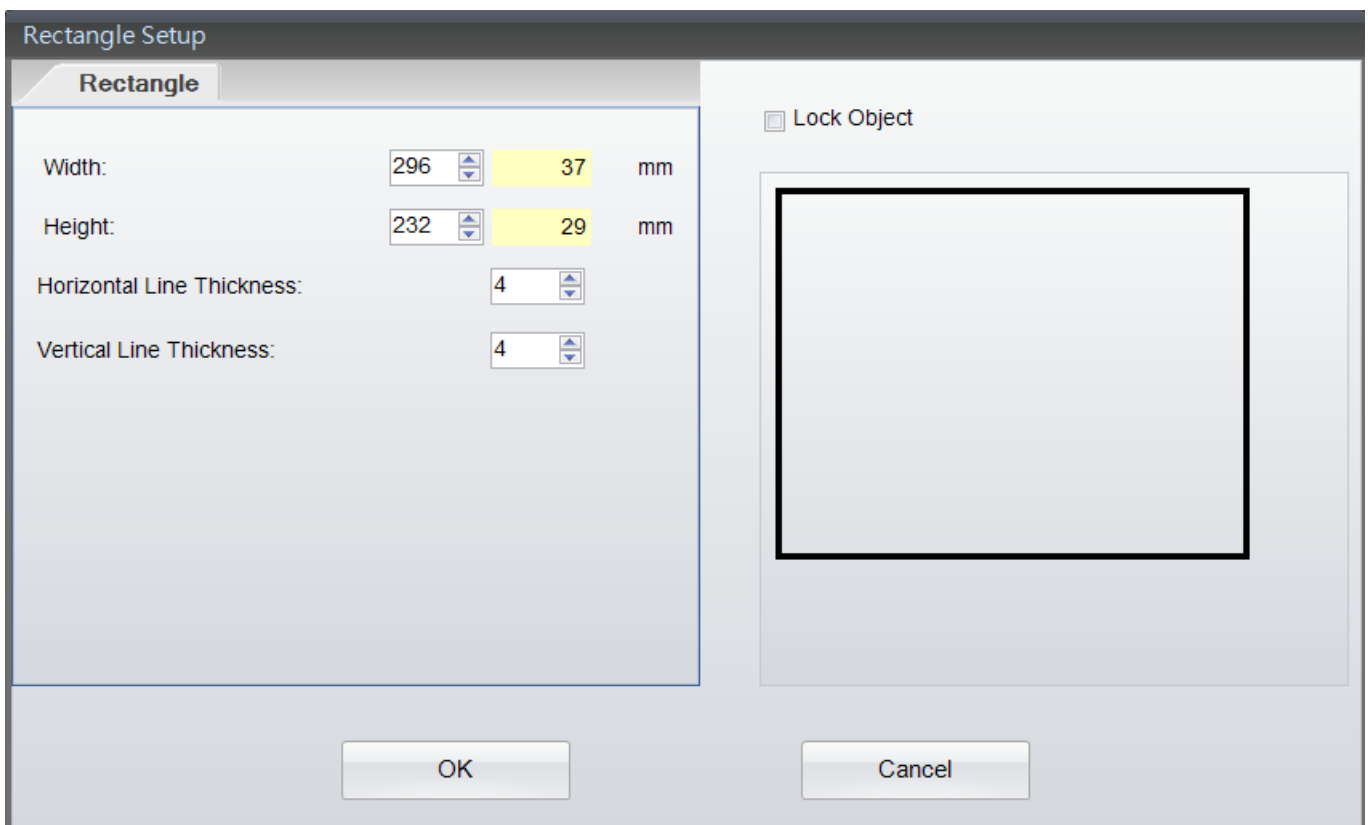 Rectangle Setup
Rectangle
Lock Object
Width: 296 37 mm
Height: 232 29 mm
Horizontal Line Thickness: 4
Vertical Line Thickness: 4
OK Cancel